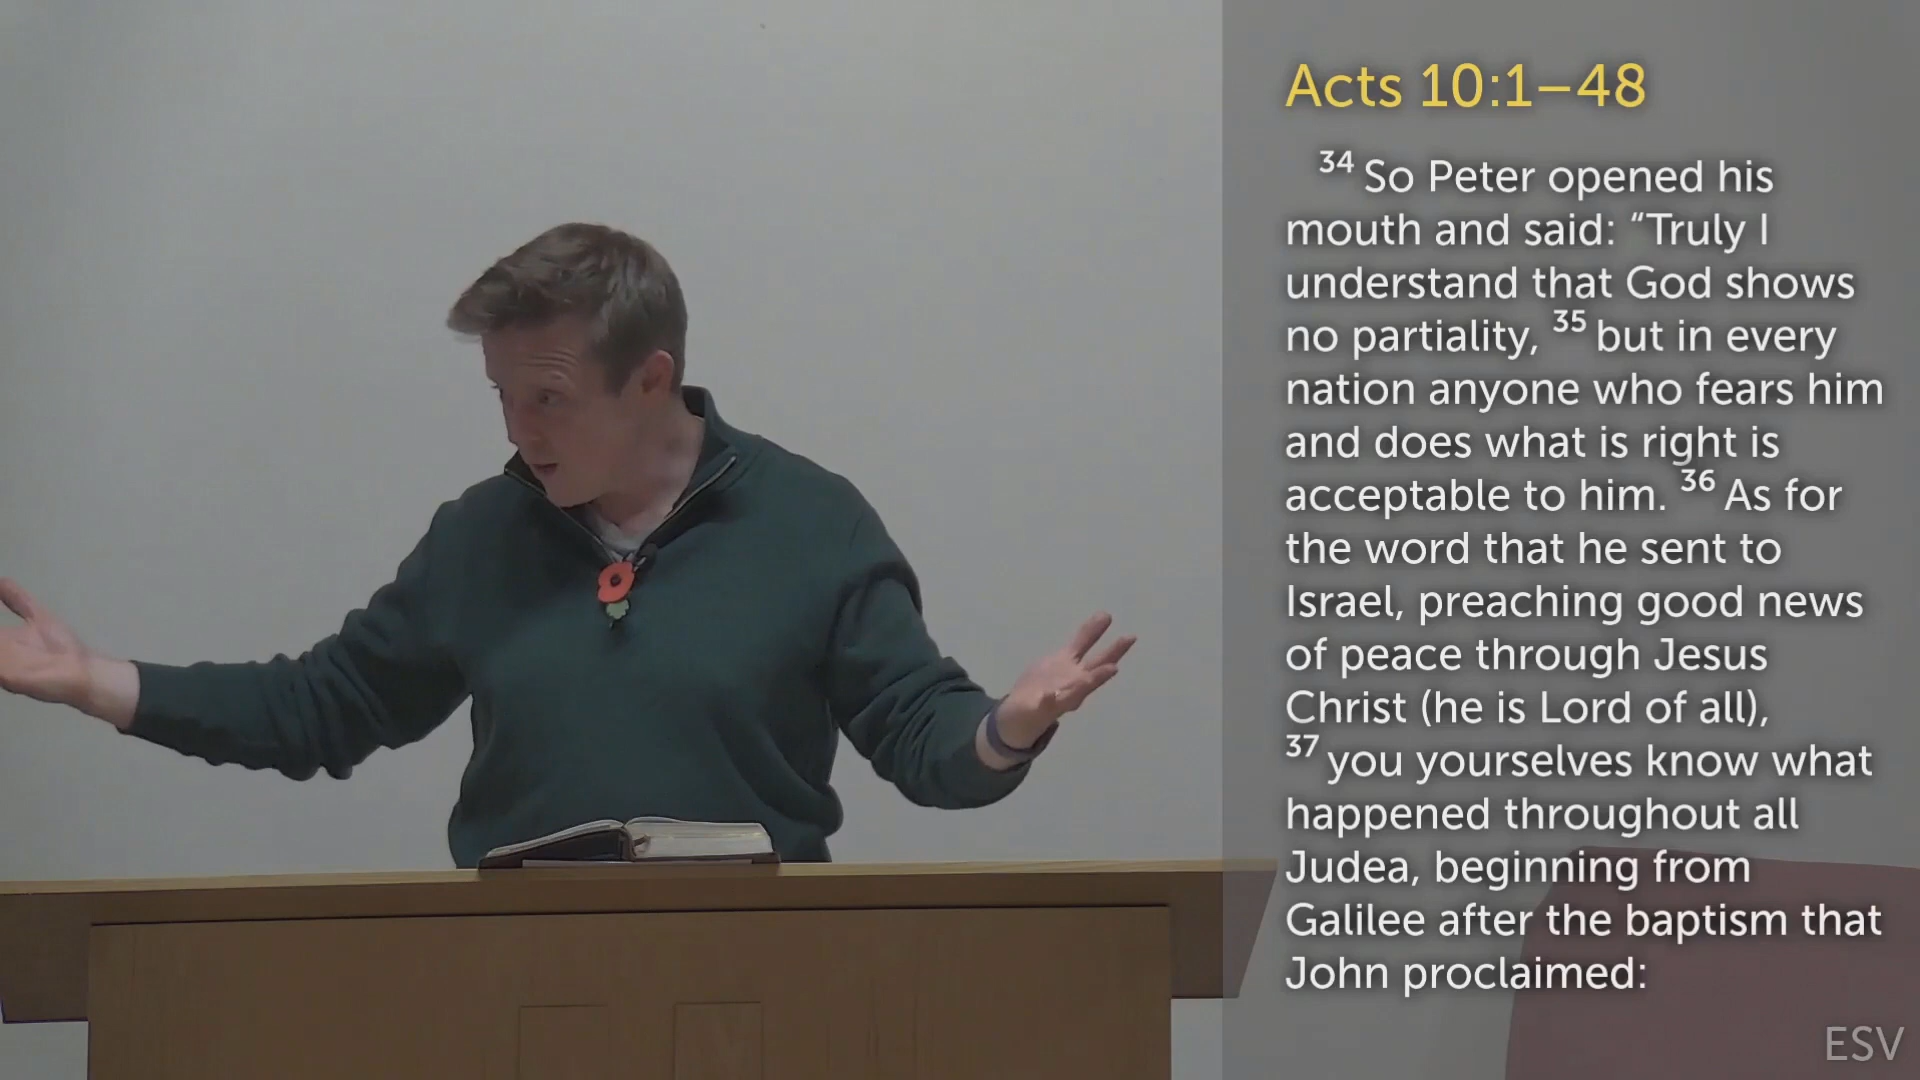 Acts 10:1–48
34 So Peter opened his
mouth and said: “Truly I
understand that God shows
no partiality, 35 but in every
nation anyone who fears him
and does what is right is
acceptable to him. 36 As for
the word that he sent to
Israel, preaching good news
of peace through Jesus
Christ (he is Lord of all),
37 you yourselves know what
happened throughout all
Judea, beginning from
Galilee after the baptism that
John proclaimed:
ESV